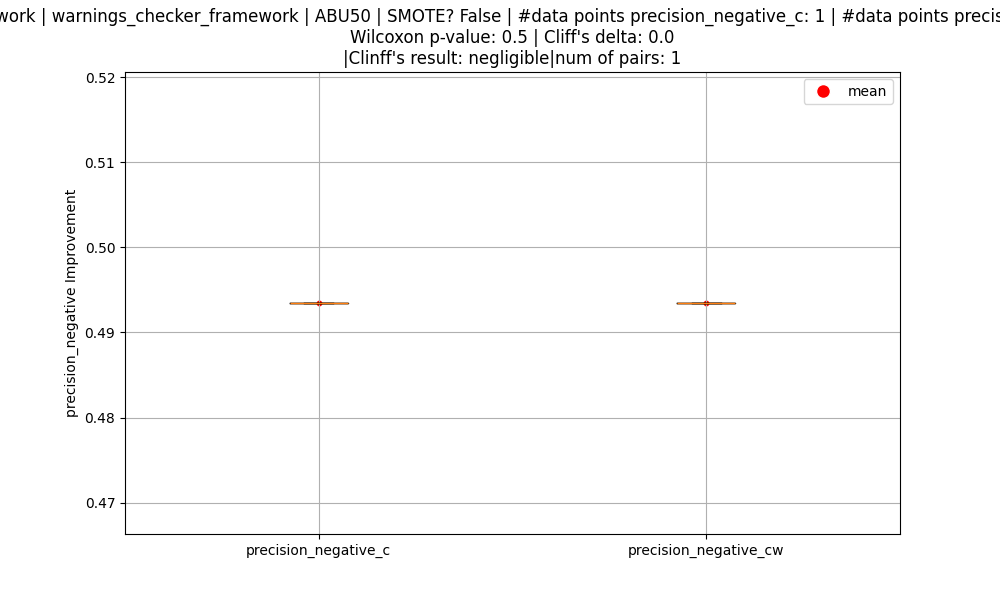 work | warnings_checker_framework | ABU50 | SMOTE? False | #data points precision_negative_c: 1 | #data points precis
Wilcoxon p-value: 0.5 | Cliff's delta: 0.0
|Clinff's result: negligible|num of pairs: 1
mean
0.52
0.51
0.50
0.49
0.48
0.47
precision_negative Improvement
precision_negative_c
precision_negative_cw